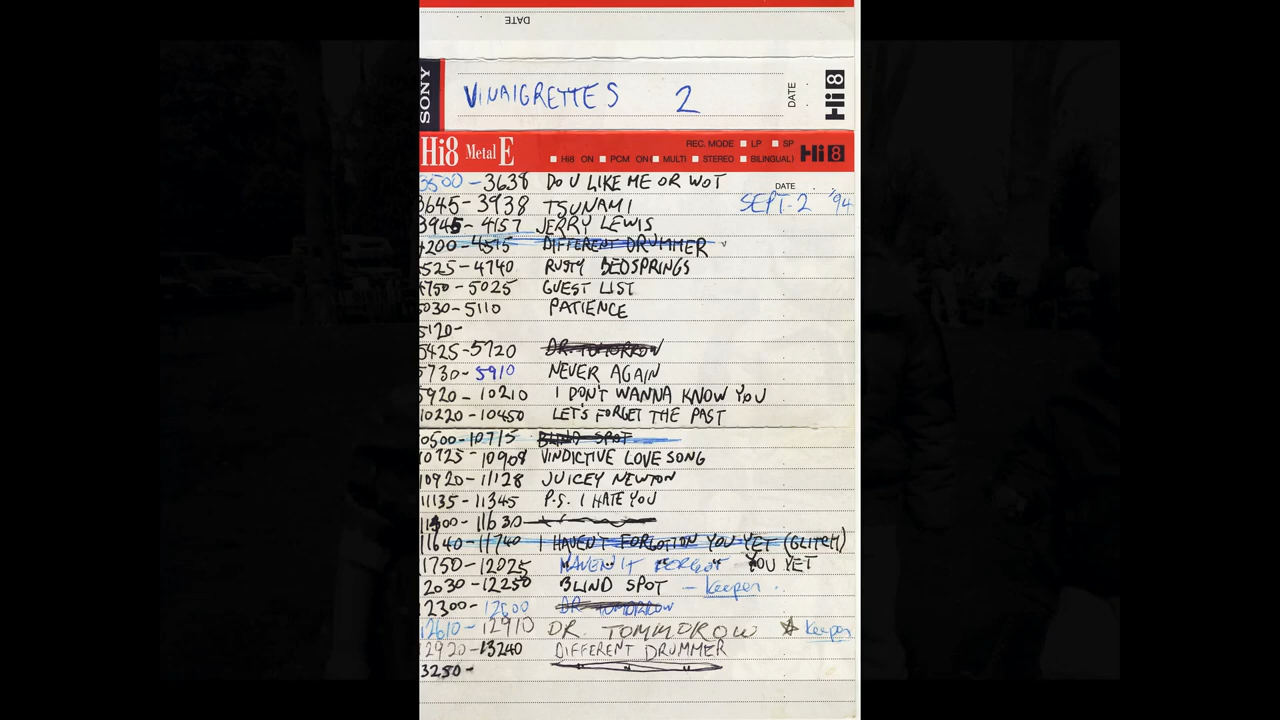 DATE
SONY
VINAIGRETTES 2
DATE
Hi8
Hi8 Metal E
REC. MODE LP SP
Hi8 ON PCM ON MULTI STEREO BILINGUAL)
Hi8
3500-3638 DO U LIKE ME OR WOT
DATE
3645-3938 TSUNAMI
SEPT. 2 '94
3945-4157 JERRY LEWIS
4200-4515 DIFFERENT DRUMMER
4525-4740 RUSTY BEDSPRINGS
4750-5025 GUEST LIST
5030-5110 PATIENCE
5120-
5425-5720 DR. TOMORROW
5730-5910 NEVER AGAIN
5920-10210 I DON'T WANNA KNOW YOU
10220-10450 LET'S FORGET THE PAST
10500-10715 BLIND SPOT
10725-10908 VINDICTIVE LOVE SONG
10920-11128 JUICEY NEWTON
11135-11345 P.S. I HATE YOU
11400-11630
11640-11740 I HAVEN'T FORGOTTON YOU YET (GLITCH)
11750-12025 HAVEN'T FORGOT YOU YET
12030-12250 BLIND SPOT - Keeper
12300-12600 DR TOMORROW
12610-12910 DR. TOMMOROW Keeper
12920-13240 DIFFERENT DRUMMER
13250-